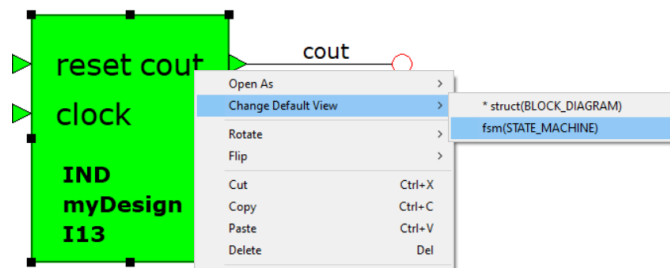 cout
reset cout
clock
IND
myDesign
I13
Open As >
Change Default View >
* struct(BLOCK_DIAGRAM)
fsm(STATE_MACHINE)
Rotate >
Flip >
Cut Ctrl+X
Copy Ctrl+C
Paste Ctrl+V
Delete Del